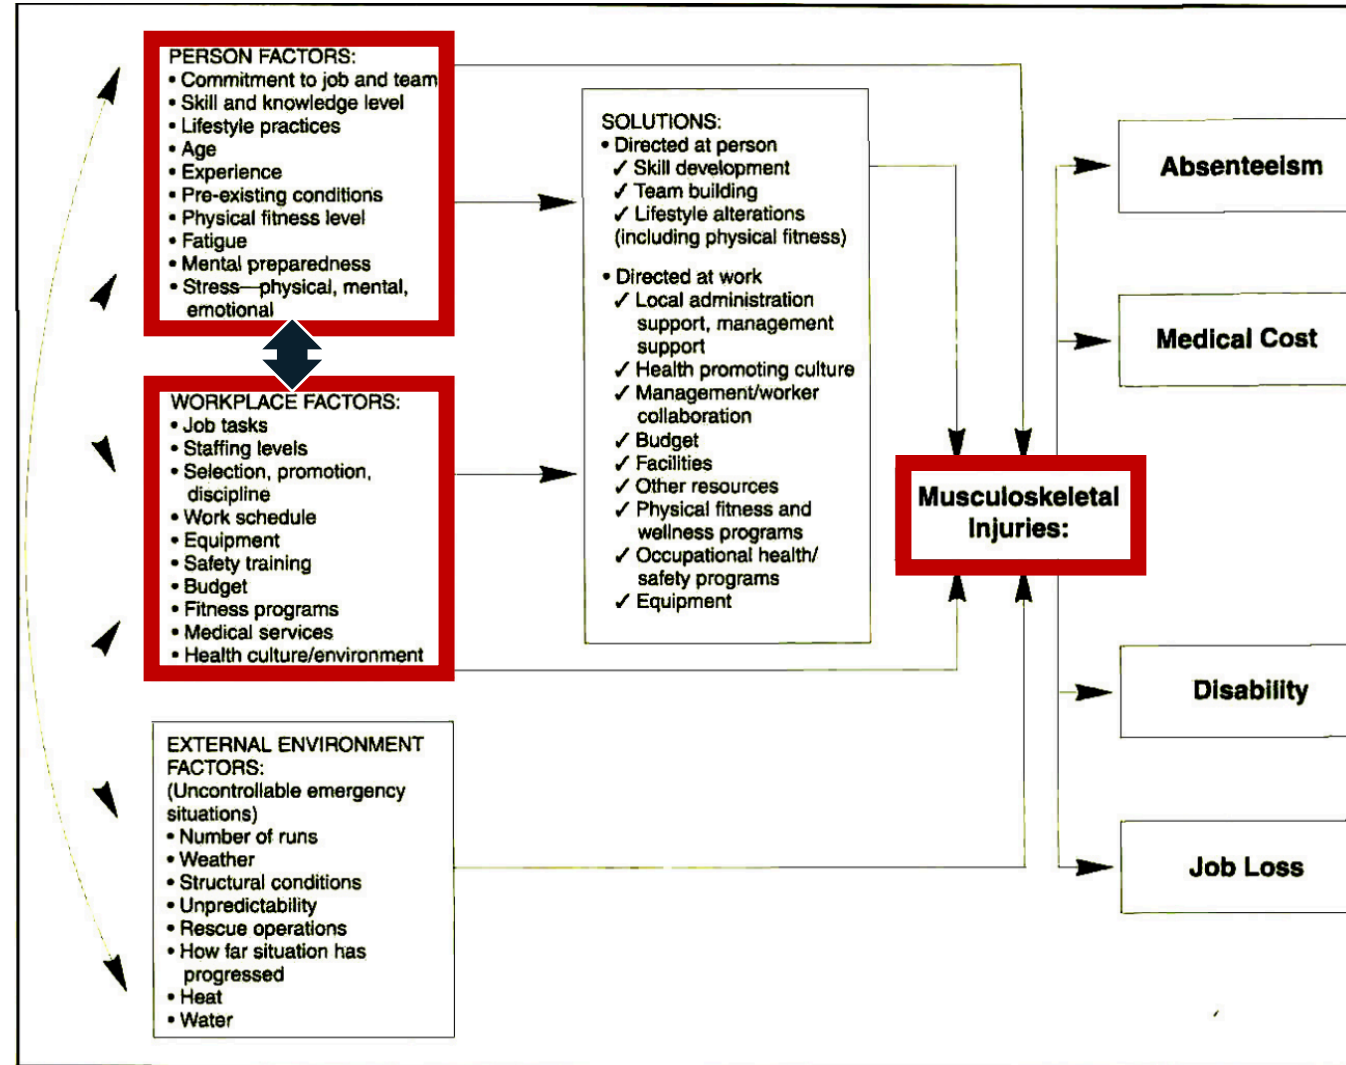 PERSON FACTORS:
• Commitment to job and team
• Skill and knowledge level
• Lifestyle practices
• Age
• Experience
• Pre-existing conditions
• Physical fitness level
• Fatigue
• Mental preparedness
• Stress—physical, mental,
emotional
WORKPLACE FACTORS:
• Job tasks
• Staffing levels
• Selection, promotion,
discipline
• Work schedule
• Equipment
• Safety training
• Budget
• Fitness programs
• Medical services
• Health culture/environment
EXTERNAL ENVIRONMENT
FACTORS:
(Uncontrollable emergency
situations)
• Number of runs
• Weather
• Structural conditions
• Unpredictability
• Rescue operations
• How far situation has
progressed
• Heat
• Water
SOLUTIONS:
• Directed at person
✓ Skill development
✓ Team building
✓ Lifestyle alterations
(including physical fitness)
• Directed at work
✓ Local administration
support, management
support
✓ Health promoting culture
✓ Management/worker
collaboration
✓ Budget
✓ Facilities
✓ Other resources
✓ Physical fitness and
wellness programs
✓ Occupational health/
safety programs
✓ Equipment
Musculoskeletal
Injuries:
Absenteeism
Medical Cost
Disability
Job Loss